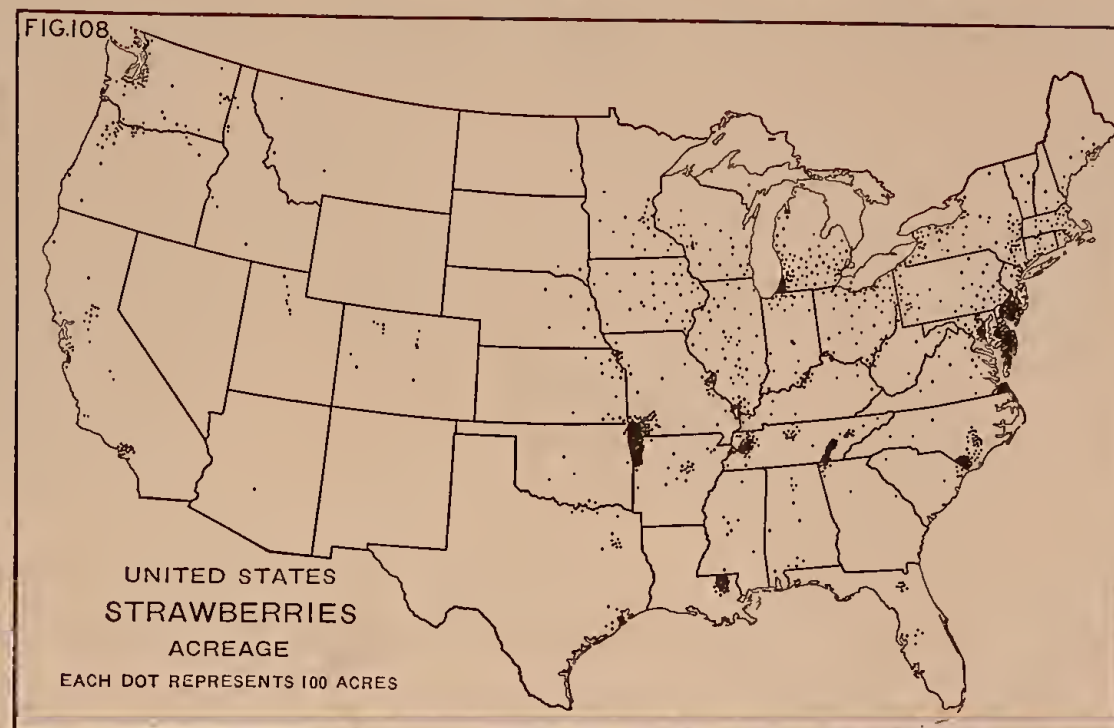 FIG.108
UNITED STATES
STRAWBERRIES
ACREAGE
EACH DOT REPRESENTS 100 ACRES